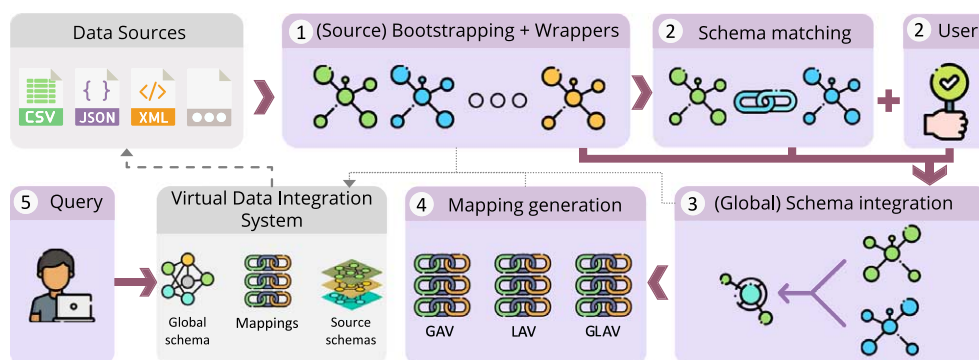 Data Sources
CSV
JSON
XML
1 (Source) Bootstrapping + Wrappers
2 Schema matching
2 User
5 Query
Virtual Data Integration
System
Global
schema
Mappings
Source
schemas
4 Mapping generation
GAV
LAV
GLAV
3 (Global) Schema integration